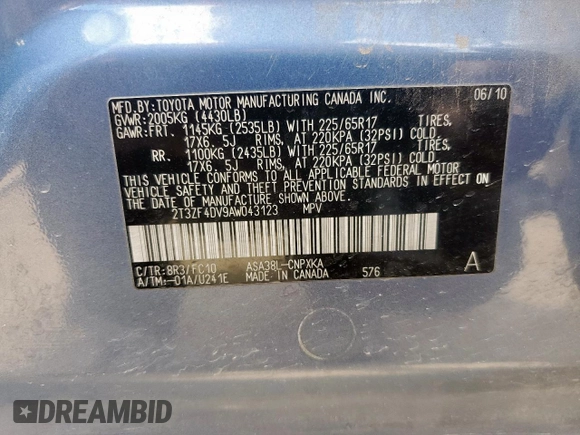 MFD.BY:TOYOTA MOTOR MANUFACTURING CANADA INC. 06/10
GVWR:2005KG (4430LB)
GAWR:FRT. 1145KG (2535LB) WITH 225/65R17 TIRES,
17X6. 5J RIMS, AT 220KPA (32PSI) COLD.
RR. 1100KG (2435LB) WITH 225/65R17 TIRES,
17X6. 5J RIMS, AT 220KPA (32PSI) COLD.
THIS VEHICLE CONFORMS TO ALL APPLICABLE FEDERAL MOTOR
VEHICLE SAFETY AND THEFT PREVENTION STANDARDS IN EFFECT ON
THE DATE OF MANUFACTURE SHOWN ABOVE.
2T3ZF4DV9AW043123 MPV
C/TR:8R3/FC10 ASA38L-CNPXKA A
A/TM:-01A/U241E MADE IN CANADA 576
DREAMBID